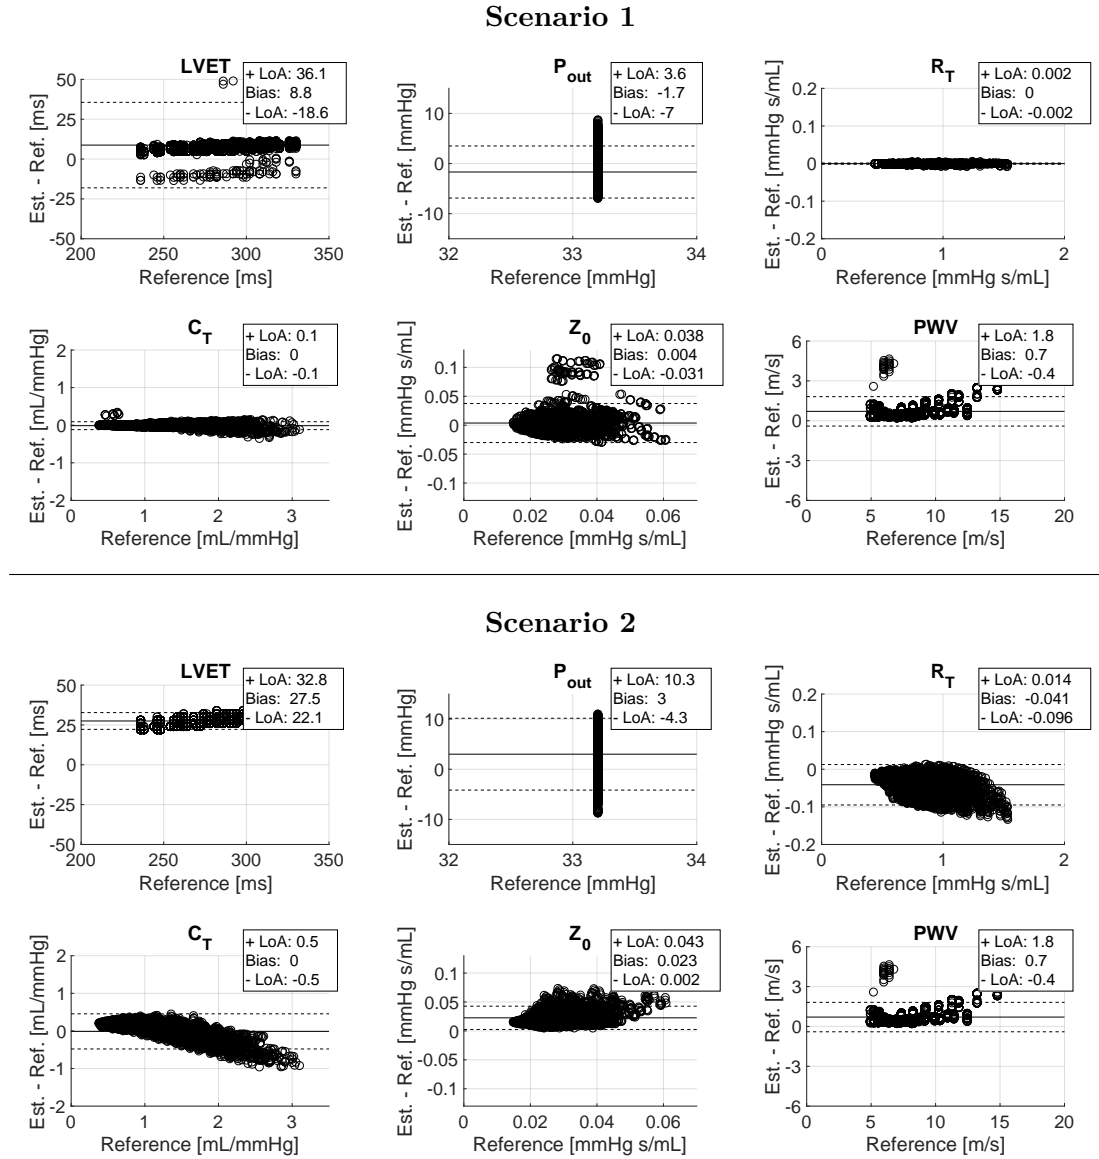 Scenario 1
LVET
+ LoA: 36.1
Bias: 8.8
- LoA: -18.6
Est. - Ref. [ms]
50
25
0
-25
-50
200 250 300 350
Reference [ms]
P_out
+ LoA: 3.6
Bias: -1.7
- LoA: -7
Est. - Ref. [mmHg]
10
0
-10
32 33 34
Reference [mmHg]
R_T
+ LoA: 0.002
Bias: 0
- LoA: -0.002
Est. - Ref. [mmHg s/mL]
0.2
0.1
0
-0.1
-0.2
0 1 2
Reference [mmHg s/mL]
C_T
+ LoA: 0.1
Bias: 0
- LoA: -0.1
Est. - Ref. [mL/mmHg]
2
1
0
-1
-2
0 1 2 3
Reference [mL/mmHg]
Z_0
+ LoA: 0.038
Bias: 0.004
- LoA: -0.031
Est. - Ref. [mmHg s/mL]
0.1
0.05
0
-0.05
-0.1
0 0.02 0.04 0.06
Reference [mmHg s/mL]
PWV
+ LoA: 1.8
Bias: 0.7
- LoA: -0.4
Est. - Ref. [m/s]
6
3
0
-3
-6
0 5 10 15 20
Reference [m/s]
Scenario 2
LVET
+ LoA: 32.8
Bias: 27.5
- LoA: 22.1
Est. - Ref. [ms]
50
25
0
-25
-50
200 250 300 350
Reference [ms]
P_out
+ LoA: 10.3
Bias: 3
- LoA: -4.3
Est. - Ref. [mmHg]
10
0
-10
32 33 34
Reference [mmHg]
R_T
+ LoA: 0.014
Bias: -0.041
- LoA: -0.096
Est. - Ref. [mmHg s/mL]
0.2
0.1
0
-0.1
-0.2
0 1 2
Reference [mmHg s/mL]
C_T
+ LoA: 0.5
Bias: 0
- LoA: -0.5
Est. - Ref. [mL/mmHg]
2
1
0
-1
-2
0 1 2 3
Reference [mL/mmHg]
Z_0
+ LoA: 0.043
Bias: 0.023
- LoA: 0.002
Est. - Ref. [mmHg s/mL]
0.1
0.05
0
-0.05
-0.1
0 0.02 0.04 0.06
Reference [mmHg s/mL]
PWV
+ LoA: 1.8
Bias: 0.7
- LoA: -0.4
Est. - Ref. [m/s]
6
3
0
-3
-6
0 5 10 15 20
Reference [m/s]